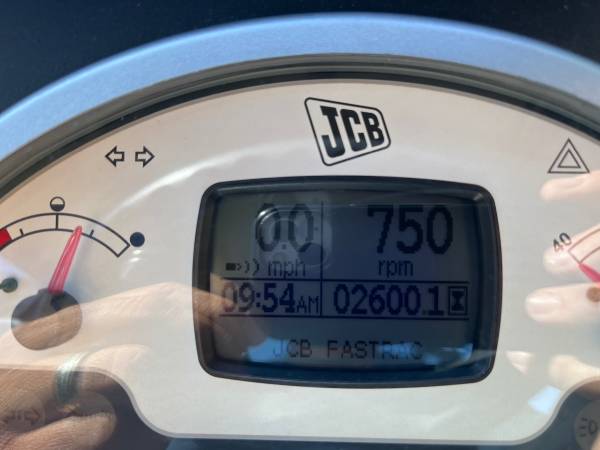 JCB
0.0 750
mph rpm
09:54AM 02600.1
JCB FASTRAC
40